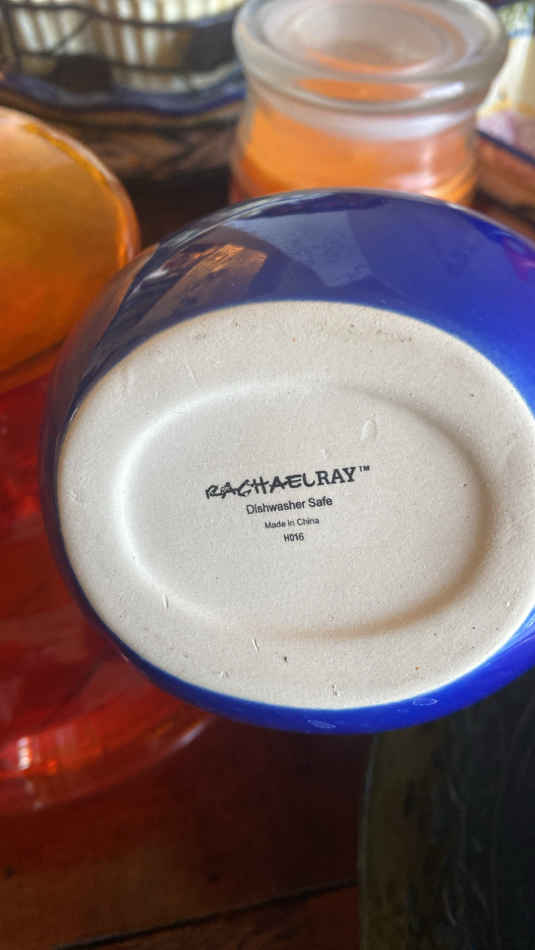 RACHAELRAY™
Dishwasher Safe
Made in China
H016